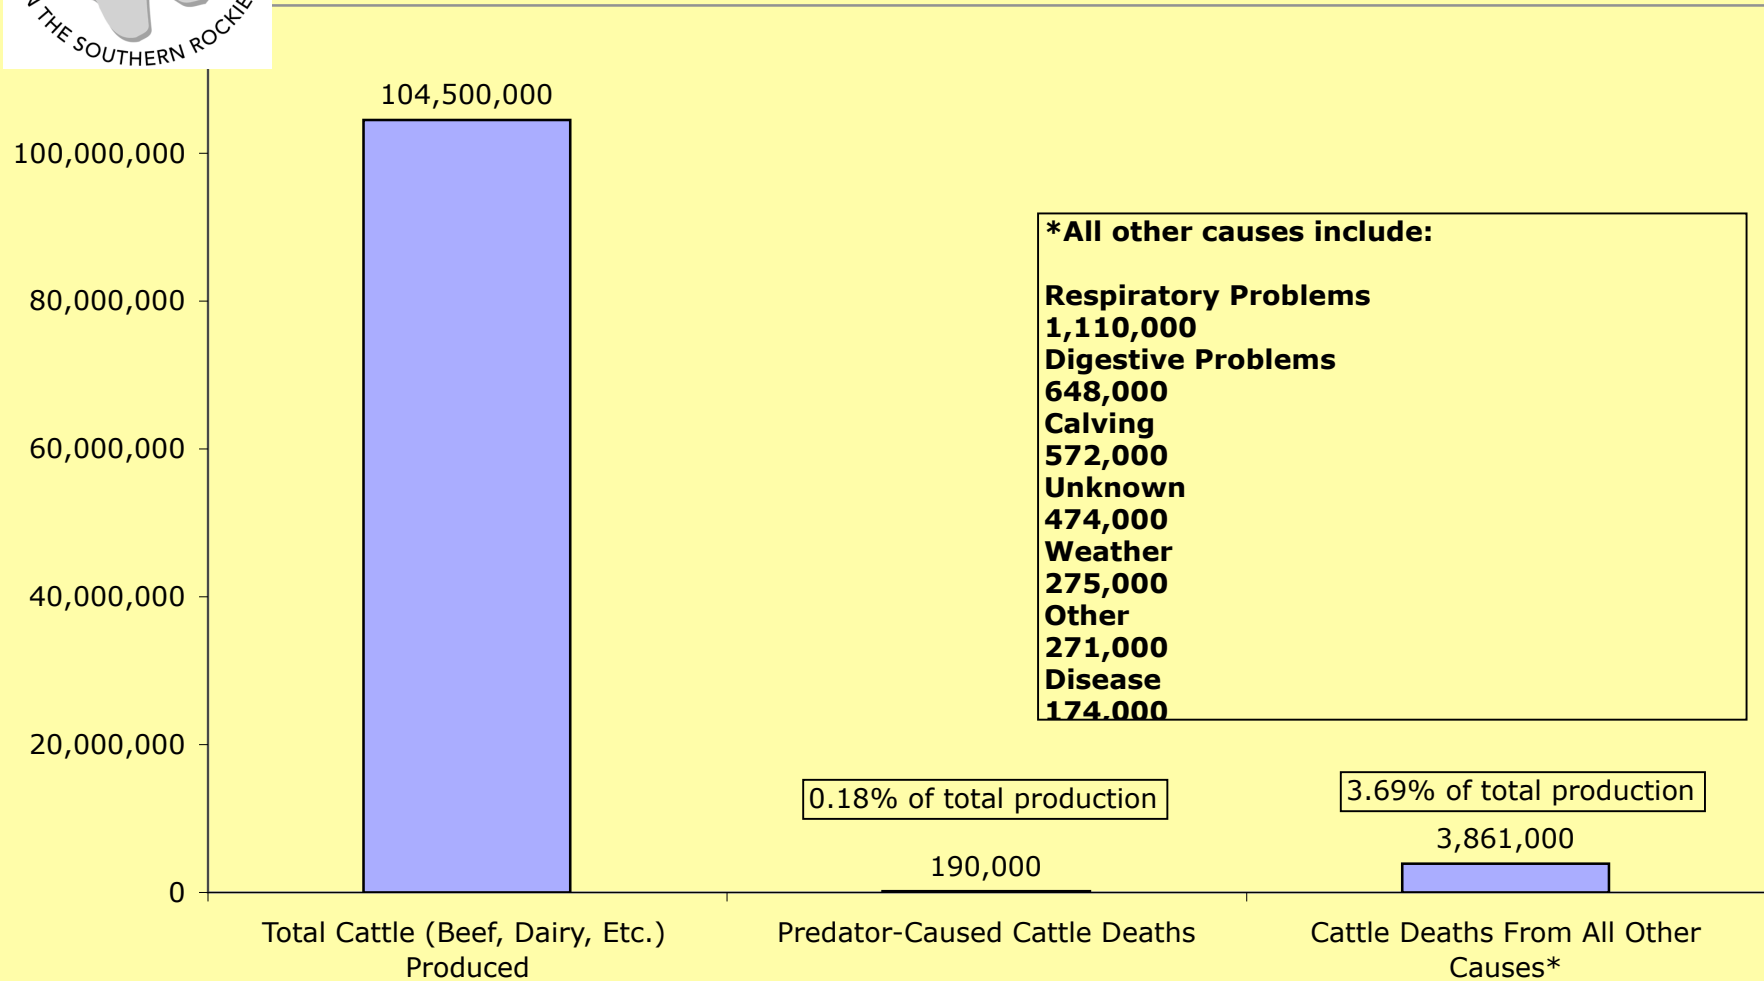 THE SOUTHERN ROCKIE
104,500,000
100,000,000
80,000,000
60,000,000
40,000,000
20,000,000
0
*All other causes include:
Respiratory Problems
1,110,000
Digestive Problems
648,000
Calving
572,000
Unknown
474,000
Weather
275,000
Other
271,000
Disease
174,000
0.18% of total production
3.69% of total production
190,000
3,861,000
Total Cattle (Beef, Dairy, Etc.)
Produced
Predator-Caused Cattle Deaths
Cattle Deaths From All Other
Causes*